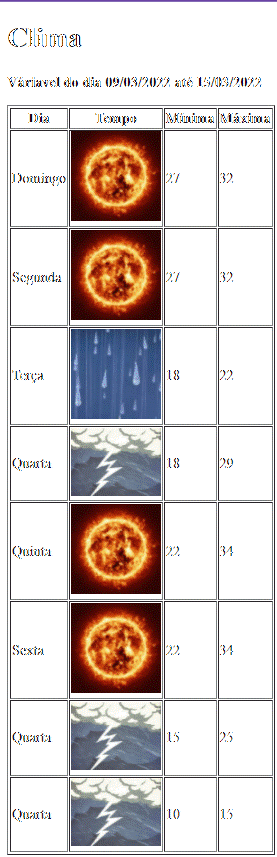 Clima
Váriavel do dia 09/03/2022 até 15/03/2022
Dia Tempo Mínima Máxima
Domingo 27 32
Segunda 27 32
Terça 18 22
Quarta 18 29
Quinta 22 34
Sexta 22 34
Quarta 15 25
Quarta 10 15